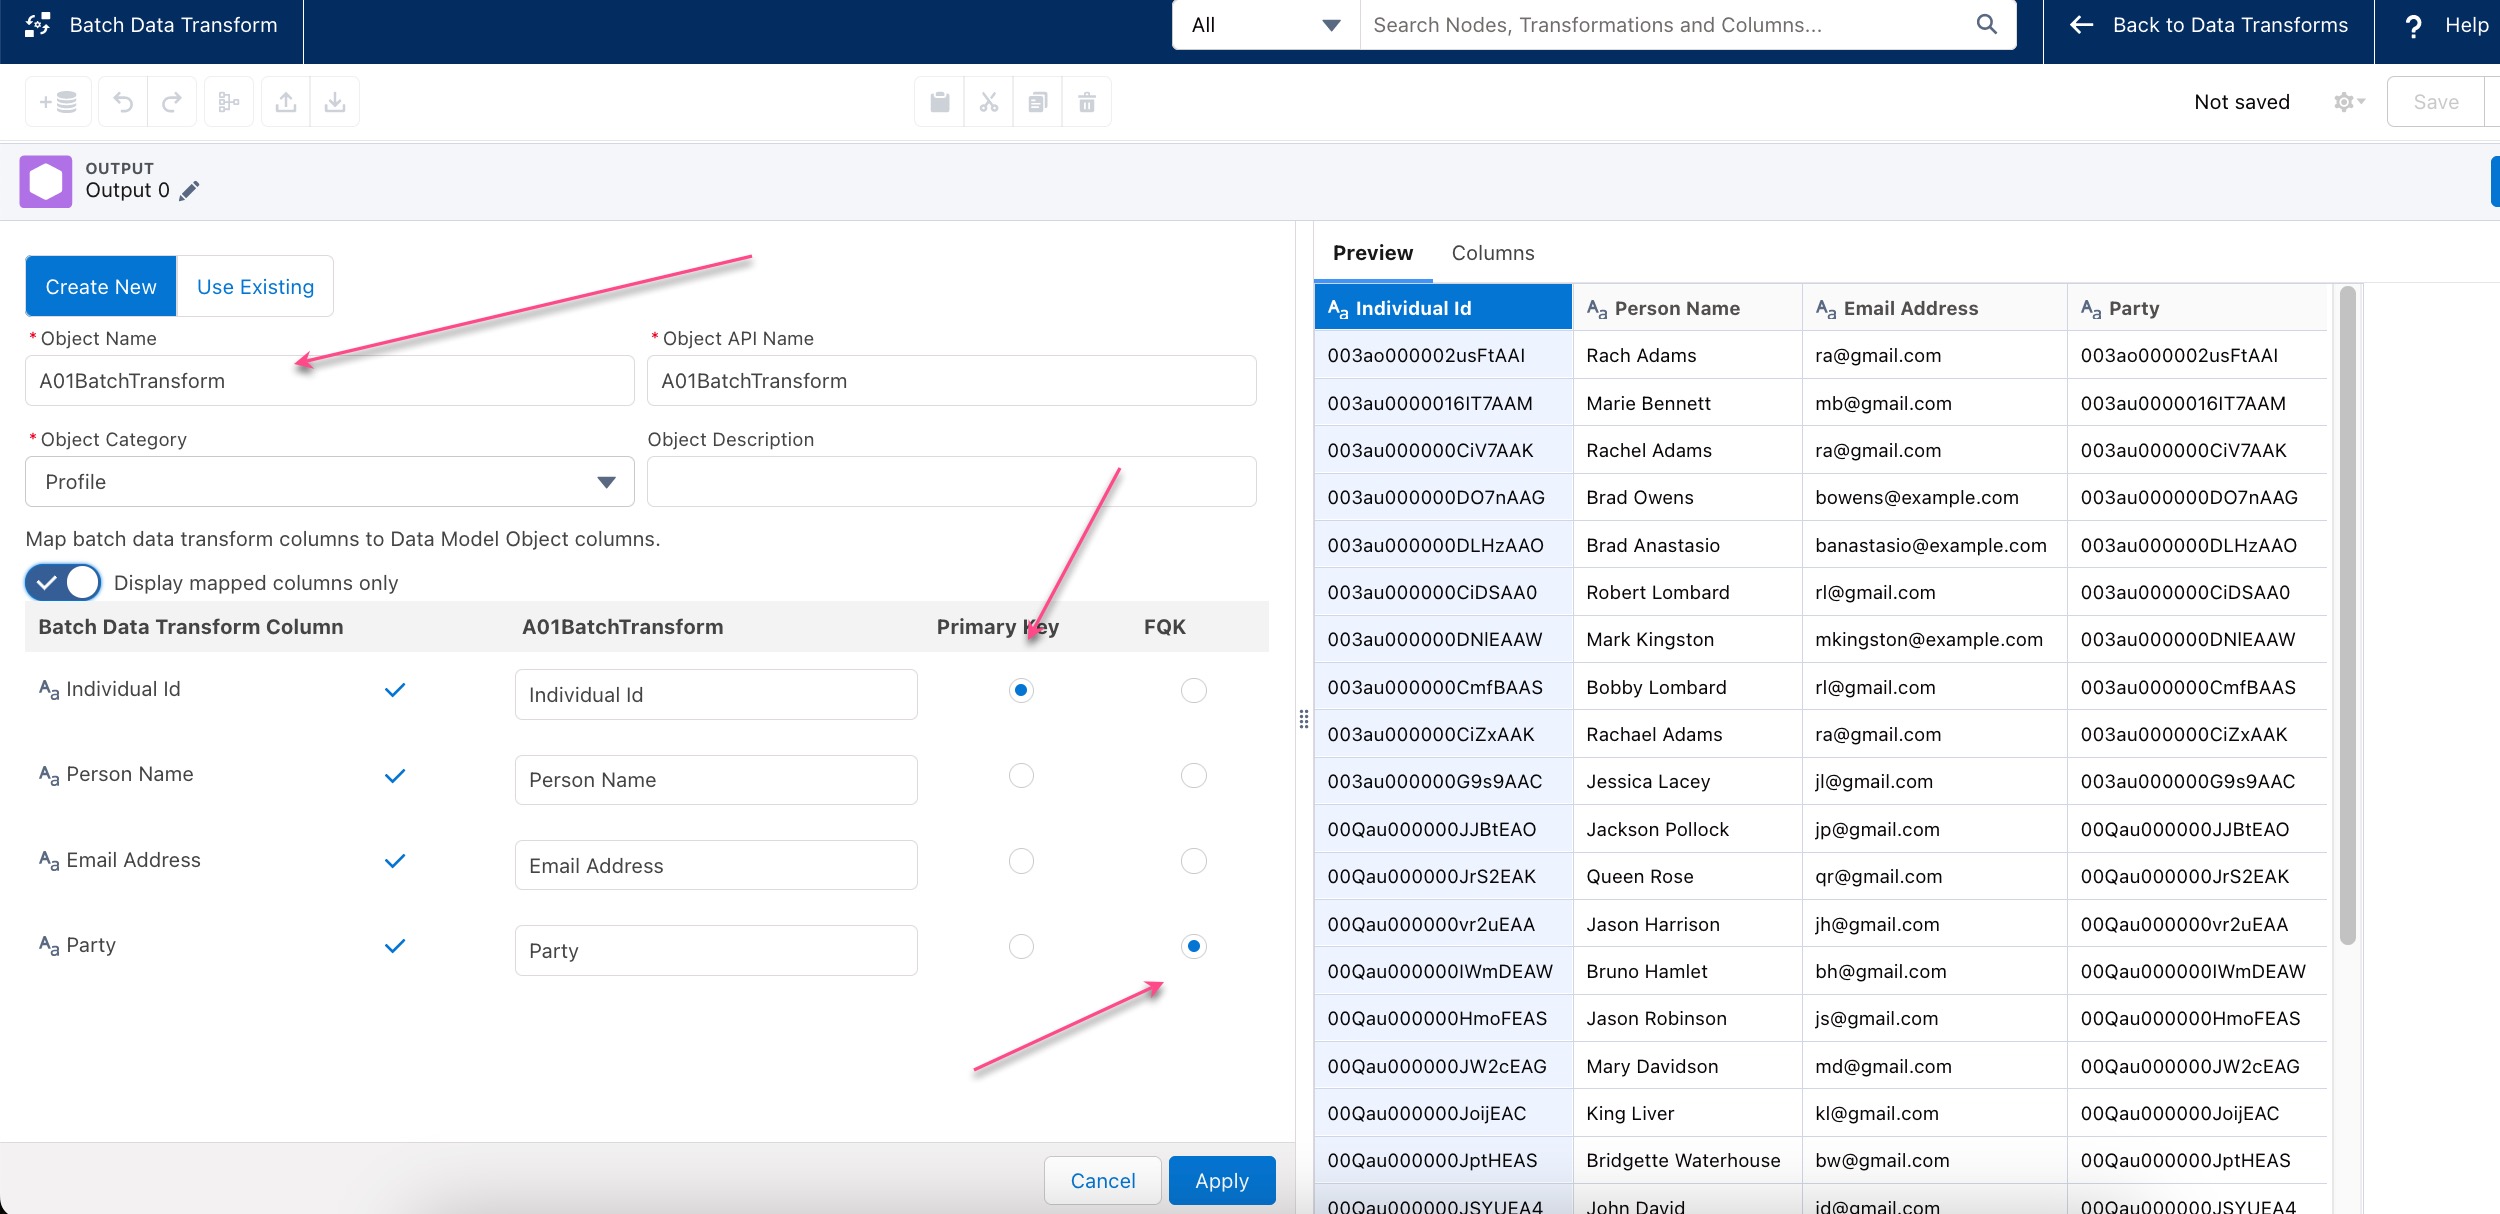 Batch Data Transform
All
Search Nodes, Transformations and Columns...
Back to Data Transforms
? Help
Not saved
Save
OUTPUT
Output 0
Create New
Use Existing
* Object Name
* Object API Name
A01BatchTransform
A01BatchTransform
* Object Category
Object Description
Profile
Map batch data transform columns to Data Model Object columns.
Display mapped columns only
Batch Data Transform Column A01BatchTransform Primary Key FQK
Aa Individual Id Individual Id
Aa Person Name Person Name
Aa Email Address Email Address
Aa Party Party
Cancel
Apply
Preview Columns
Aa Individual Id Aa Person Name Aa Email Address Aa Party
003ao000002usFtAAI Rach Adams ra@gmail.com 003ao000002usFtAAI
003au0000016IT7AAM Marie Bennett mb@gmail.com 003au0000016IT7AAM
003au000000CiV7AAK Rachel Adams ra@gmail.com 003au000000CiV7AAK
003au000000DO7nAAG Brad Owens bowens@example.com 003au000000DO7nAAG
003au000000DLHzAAO Brad Anastasio banastasio@example.com 003au000000DLHzAAO
003au000000CiDSAA0 Robert Lombard rl@gmail.com 003au000000CiDSAA0
003au000000DNlEAAW Mark Kingston mkingston@example.com 003au000000DNlEAAW
003au000000CmfBAAS Bobby Lombard rl@gmail.com 003au000000CmfBAAS
003au000000CiZxAAK Rachael Adams ra@gmail.com 003au000000CiZxAAK
003au000000G9s9AAC Jessica Lacey jl@gmail.com 003au000000G9s9AAC
00Qau000000JJBtEAO Jackson Pollock jp@gmail.com 00Qau000000JJBtEAO
00Qau000000JrS2EAK Queen Rose qr@gmail.com 00Qau000000JrS2EAK
00Qau000000vr2uEAA Jason Harrison jh@gmail.com 00Qau000000vr2uEAA
00Qau000000IWmDEAW Bruno Hamlet bh@gmail.com 00Qau000000IWmDEAW
00Qau000000HmoFEAS Jason Robinson js@gmail.com 00Qau000000HmoFEAS
00Qau000000JW2cEAG Mary Davidson md@gmail.com 00Qau000000JW2cEAG
00Qau000000JoijEAC King Liver kl@gmail.com 00Qau000000JoijEAC
00Qau000000JptHEAS Bridgette Waterhouse bw@gmail.com 00Qau000000JptHEAS
00Qau000000JSYUEA4 John David jd@gmail.com 00Qau000000JSYUEA4